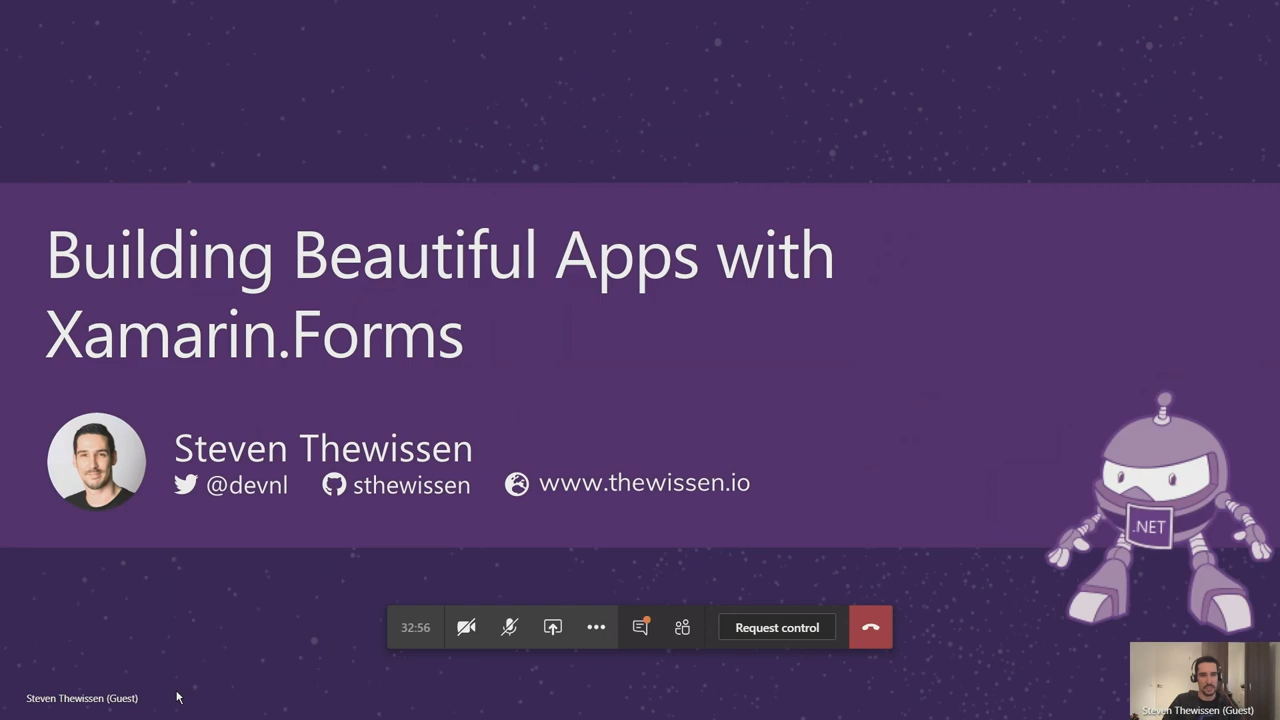 Building Beautiful Apps with
Xamarin.Forms
Steven Thewissen
@devnl sthewissen www.thewissen.io
.NET
32:56 Request control
Steven Thewissen (Guest)
Steven Thewissen (Guest)